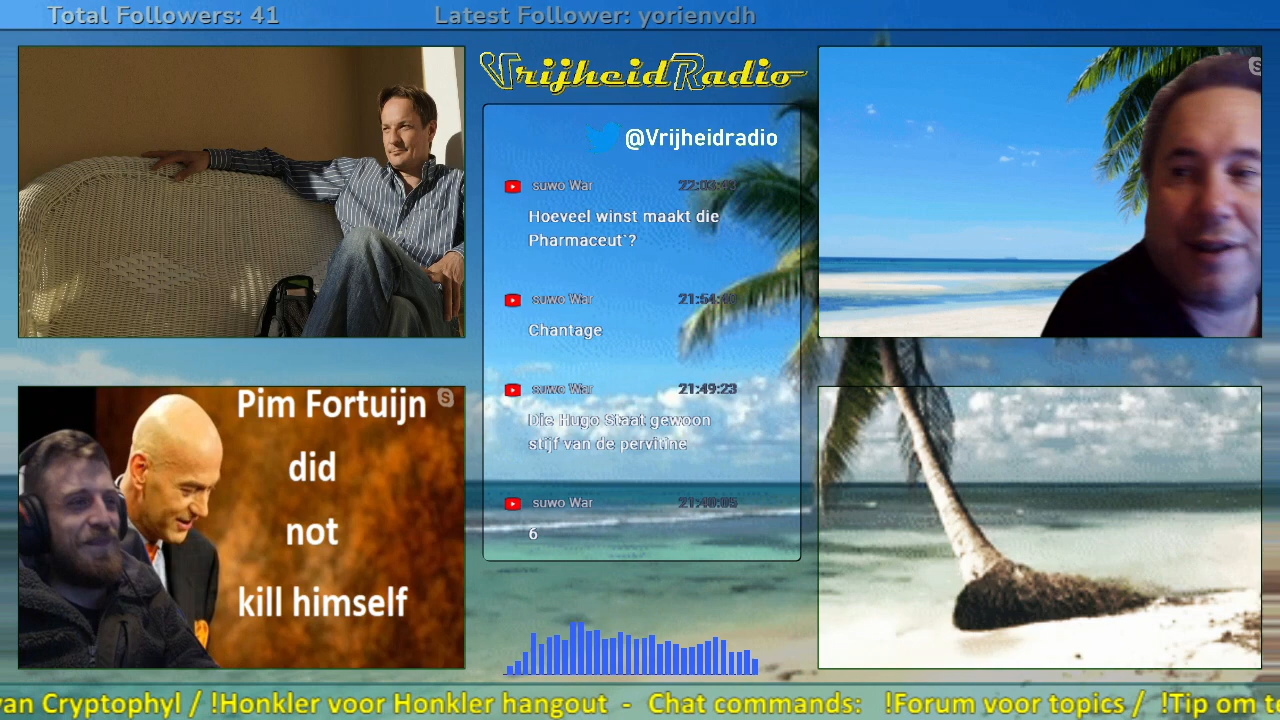 Total Followers: 41
Latest Follower: yorienvdh
VrijheidRadio
@Vrijheidradio
suwo War
Hoeveel winst maakt die
Pharmaceut`?
suwo War
Chantage
suwo War 21:49:23
Die Hugo Staat gewoon
stijf van de pervitine
suwo War
6
Pim Fortuijn
did
not
kill himself
van Cryptophyl / !Honkler voor Honkler hangout - Chat commands: !Forum voor topics / !Tip om te